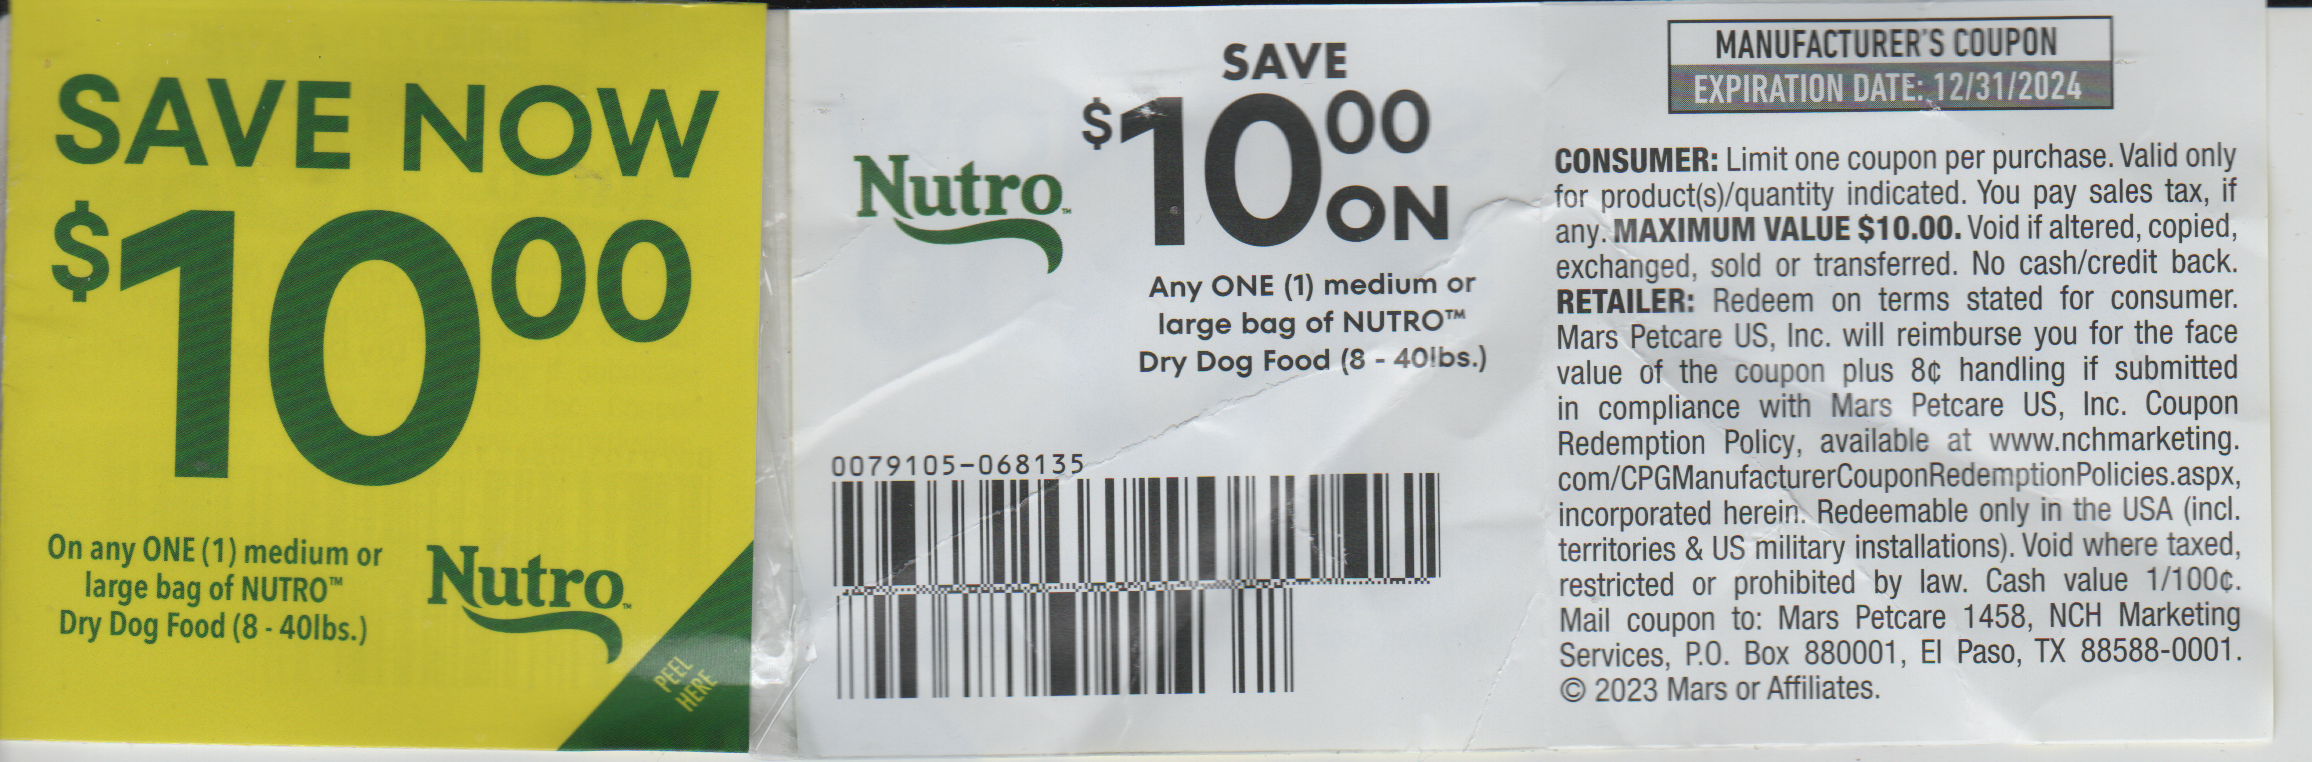 SAVE NOW
$10 00
On any ONE (1) medium or
large bag of NUTRO™
Dry Dog Food (8 - 40lbs.)
Nutro™
PEEL
HERE
SAVE
$10 00
ON
Nutro™
Any ONE (1) medium or
large bag of NUTRO™
Dry Dog Food (8 - 40lbs.)
0079105-068135
MANUFACTURER'S COUPON
EXPIRATION DATE: 12/31/2024
CONSUMER: Limit one coupon per purchase. Valid only
for product(s)/quantity indicated. You pay sales tax, if
any. MAXIMUM VALUE $10.00. Void if altered, copied,
exchanged, sold or transferred. No cash/credit back.
RETAILER: Redeem on terms stated for consumer.
Mars Petcare US, Inc. will reimburse you for the face
value of the coupon plus 8¢ handling if submitted
in compliance with Mars Petcare US, Inc. Coupon
Redemption Policy, available at www.nchmarketing.
com/CPGManufacturerCouponRedemptionPolicies.aspx,
incorporated herein. Redeemable only in the USA (incl.
territories & US military installations). Void where taxed,
restricted or prohibited by law. Cash value 1/100¢.
Mail coupon to: Mars Petcare 1458, NCH Marketing
Services, P.O. Box 880001, El Paso, TX 88588-0001.
© 2023 Mars or Affiliates.